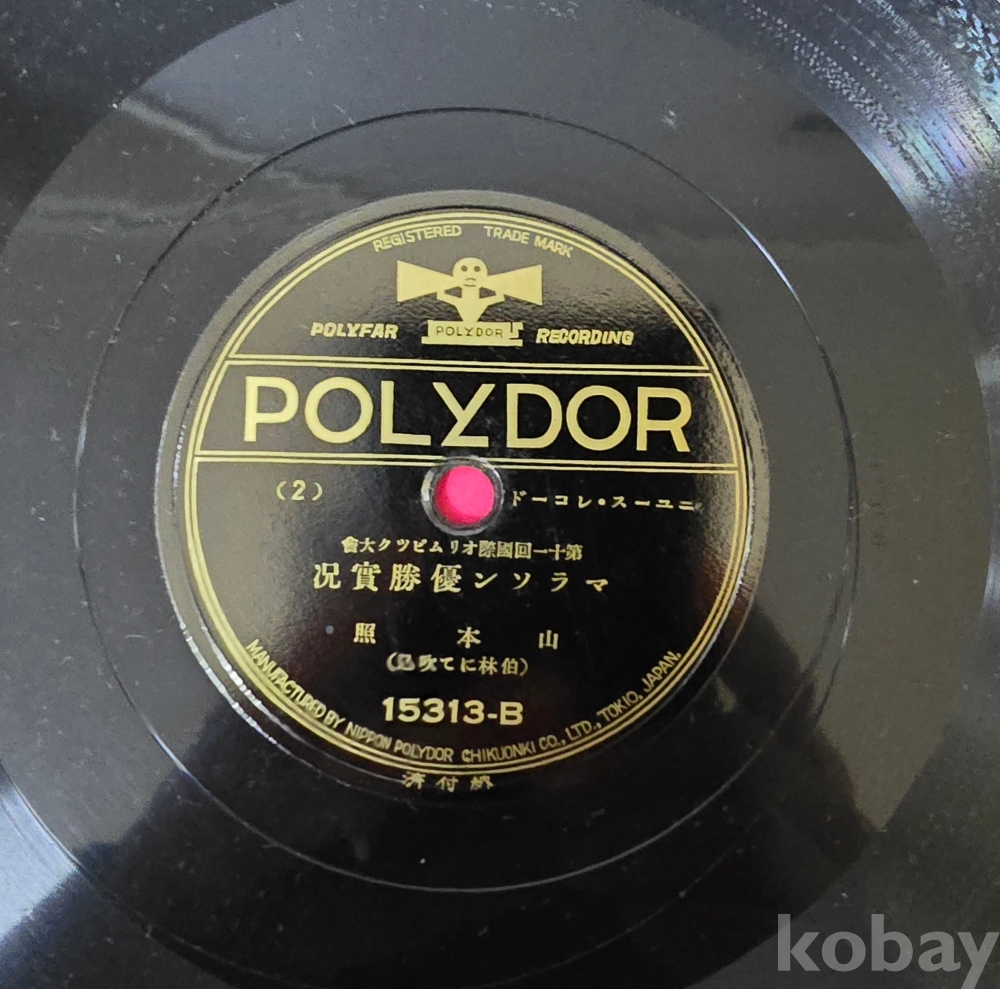 REGISTERED TRADE MARK
POLYFAR POLYDOR RECORDING
POLYDOR
ニユース・レコード (2)
第十一回國際オリムピツク大會
マラソン優勝實況
山本照
(伯林にて吹込)
15313-B
MANUFACTURED BY NIPPON POLYDOR CHIKUONKI CO., LTD., TOKIO, JAPAN.
納付済
kobay